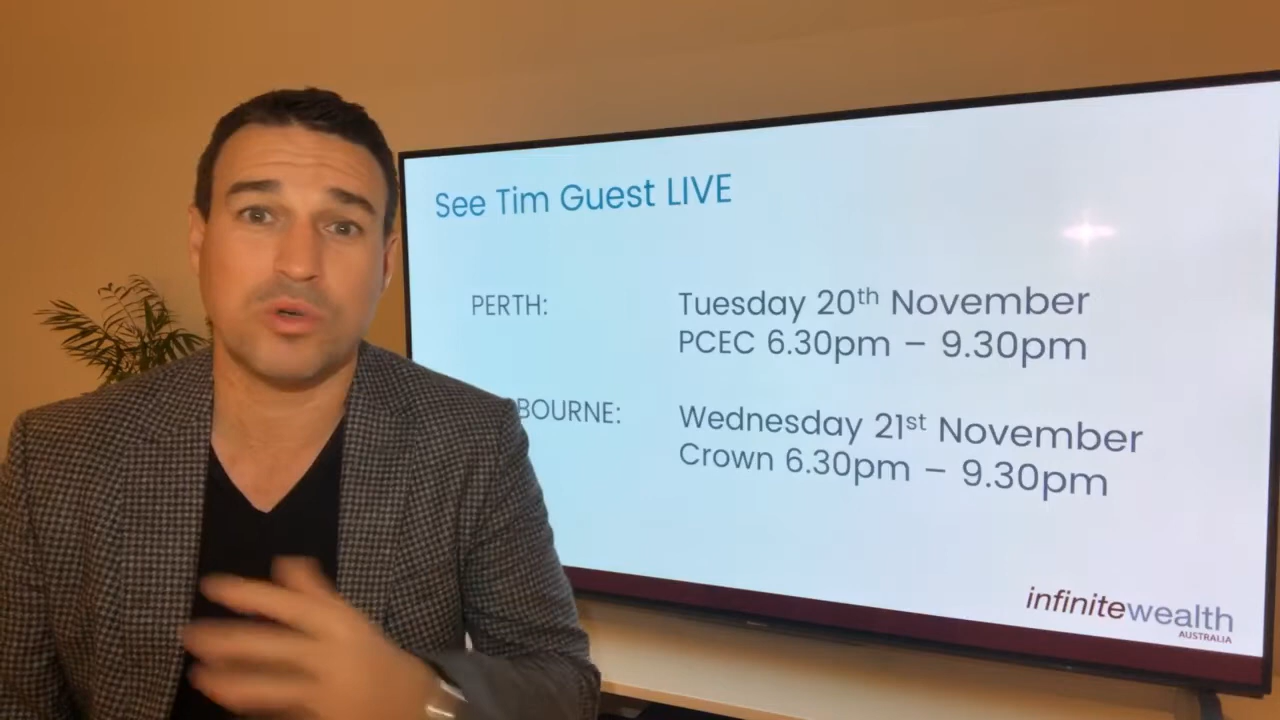 See Tim Guest LIVE
PERTH:
Tuesday 20th November
PCEC 6.30pm – 9.30pm
BOURNE:
Wednesday 21st November
Crown 6.30pm – 9.30pm
infinitewealth
AUSTRALIA